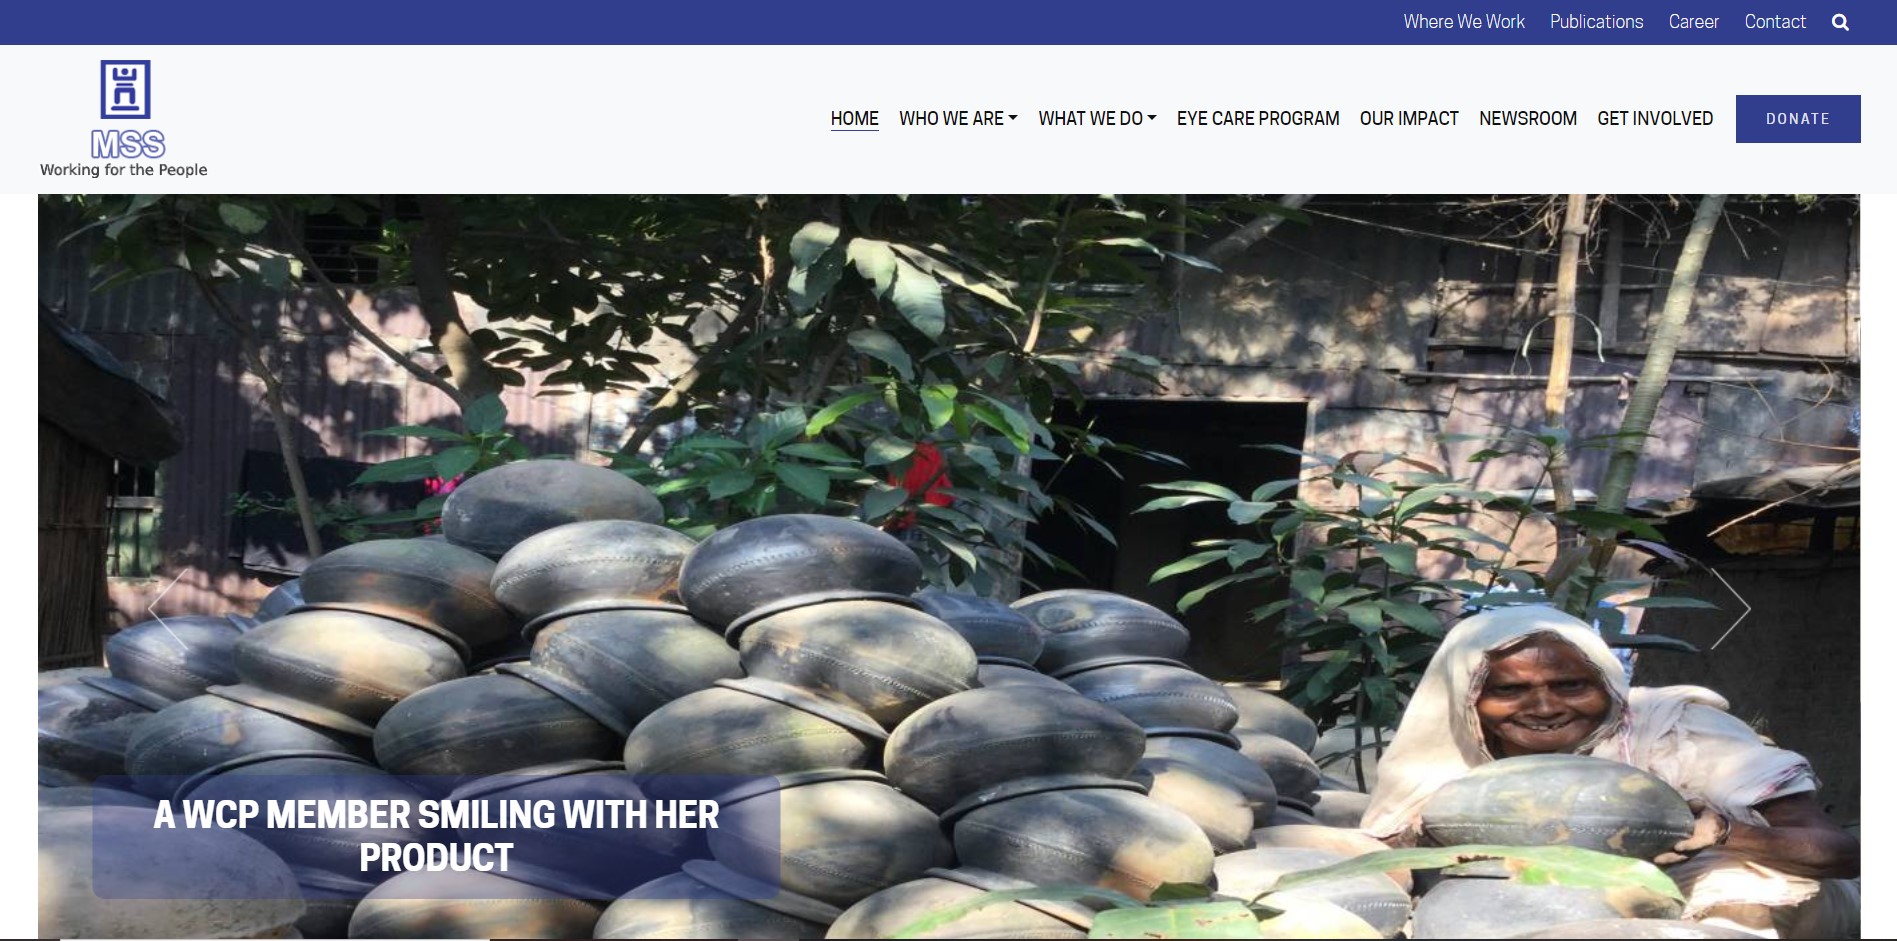 Where We Work Publications Career Contact
MSS
Working for the People
HOME WHO WE ARE WHAT WE DO EYE CARE PROGRAM OUR IMPACT NEWSROOM GET INVOLVED DONATE
A WCP MEMBER SMILING WITH HER
PRODUCT